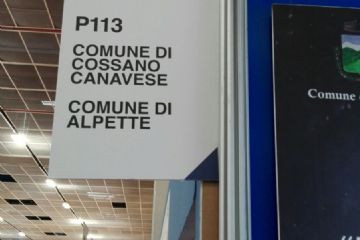 P113
COMUNE DI
COSSANO
CANAVESE
COMUNE DI
ALPETTE
Comune